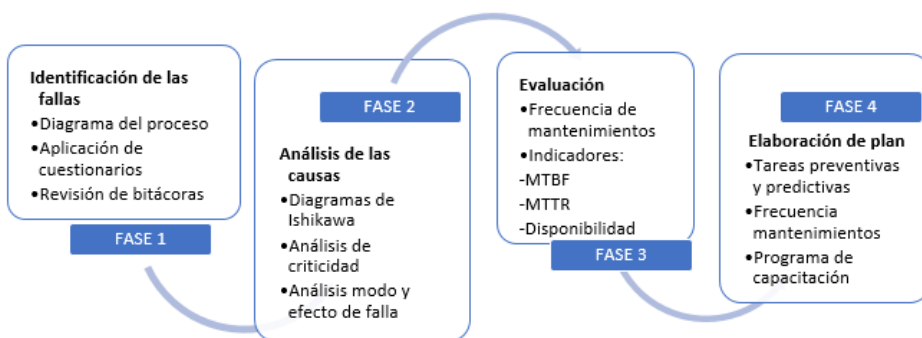 Identificación de las
fallas
•Diagrama del proceso
•Aplicación de
cuestionarios
•Revisión de bitácoras
FASE 1
FASE 2
Análisis de las
causas
•Diagramas de
Ishikawa
•Análisis de
criticidad
•Análisis modo y
efecto de falla
Evaluación
•Frecuencia de
mantenimientos
•Indicadores:
-MTBF
-MTTR
-Disponibilidad
FASE 3
FASE 4
Elaboración de plan
•Tareas preventivas
y predictivas
•Frecuencia
mantenimientos
•Programa de
capacitación